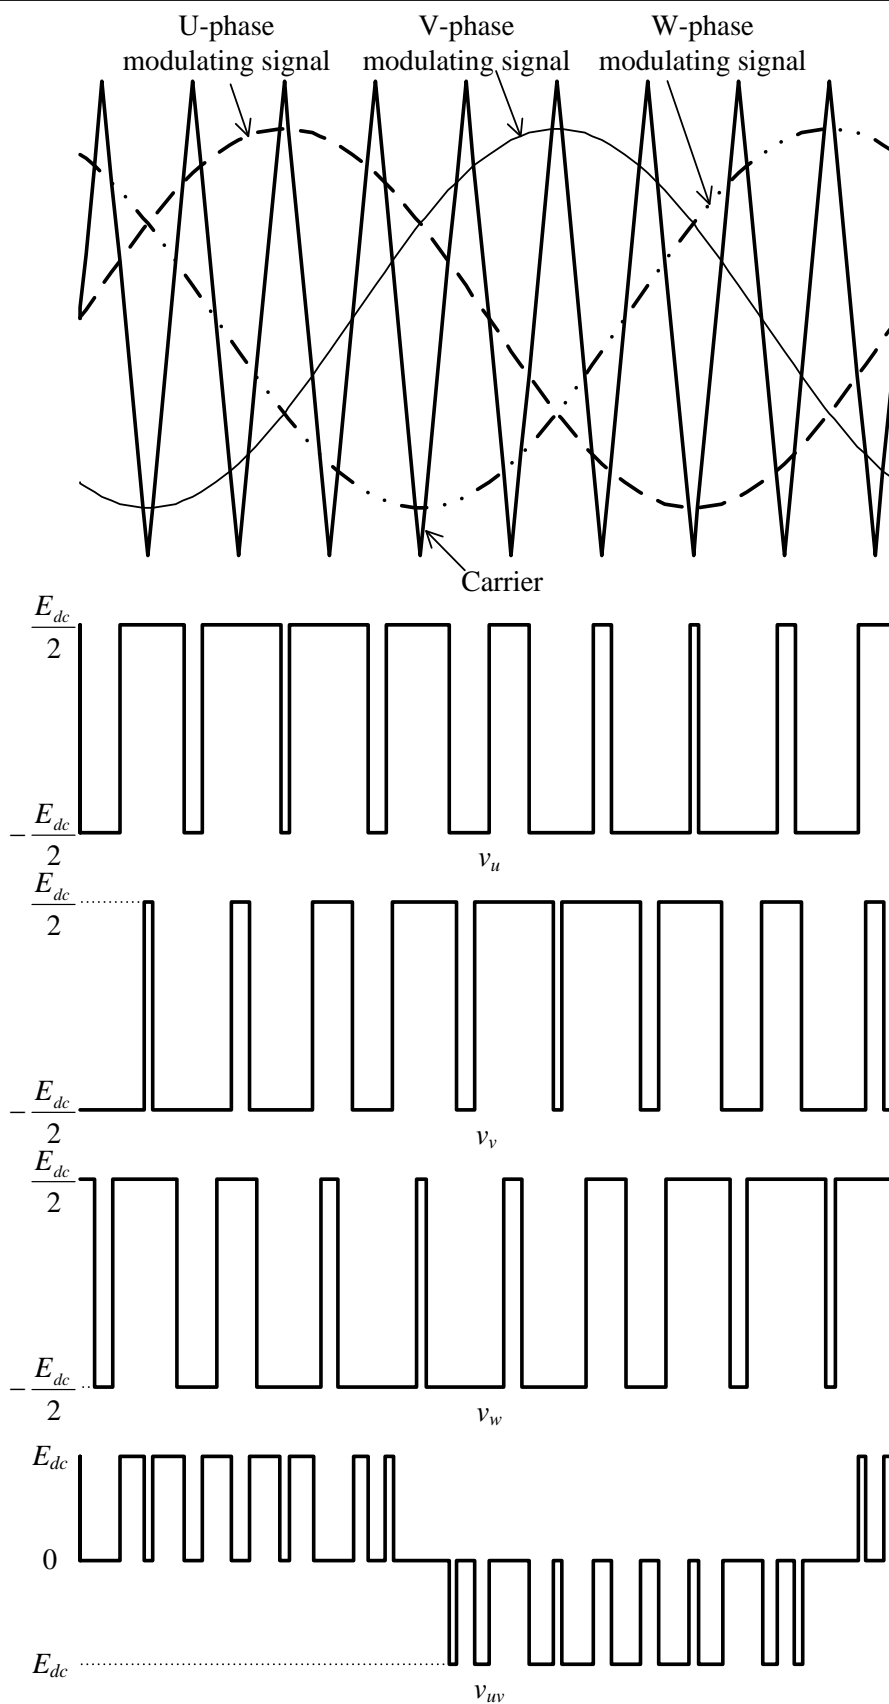 U-phase V-phase W-phase
modulating signal modulating signal modulating signal
Carrier
E_dc
2
− E_dc
2
v_u
E_dc
2
− E_dc
2
v_v
E_dc
2
− E_dc
2
v_w
E_dc
0
E_dc
v_uv